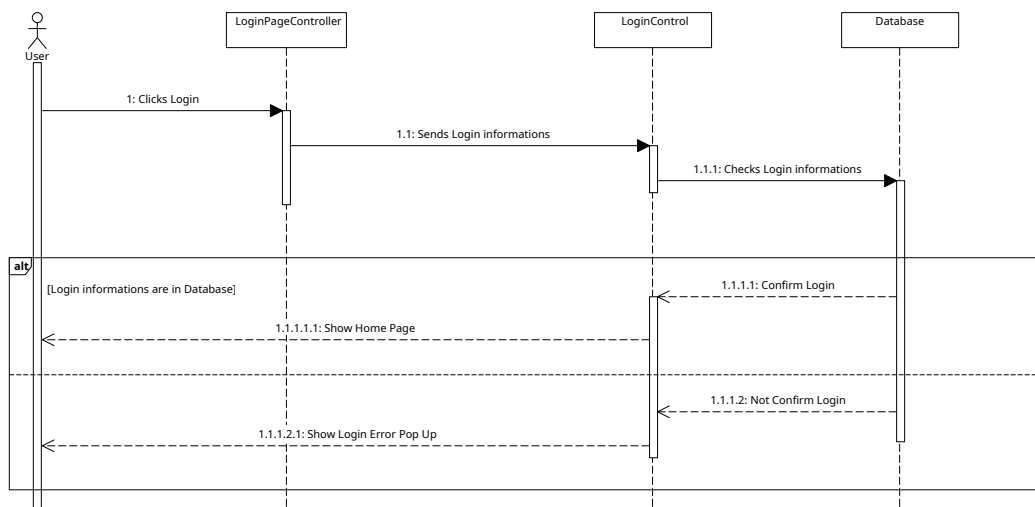 LoginPageController
LoginControl
Database
User
1: Clicks Login
1.1: Sends Login informations
1.1.1: Checks Login informations
alt
[Login informations are in Database]
1.1.1.1: Confirm Login
1.1.1.1.1: Show Home Page
1.1.1.2: Not Confirm Login
1.1.1.2.1: Show Login Error Pop Up